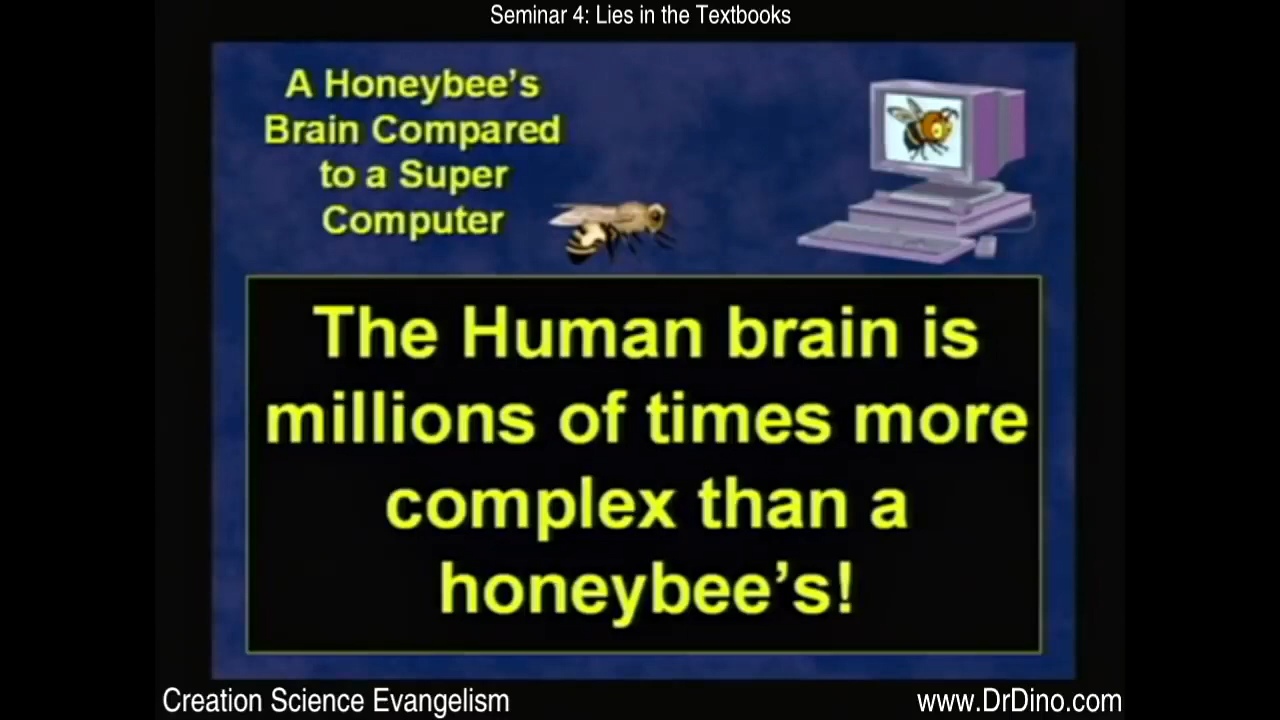 Seminar 4: Lies in the Textbooks
A Honeybee's
Brain Compared
to a Super
Computer
The Human brain is
millions of times more
complex than a
honeybee's!
Creation Science Evangelism
www.DrDino.com